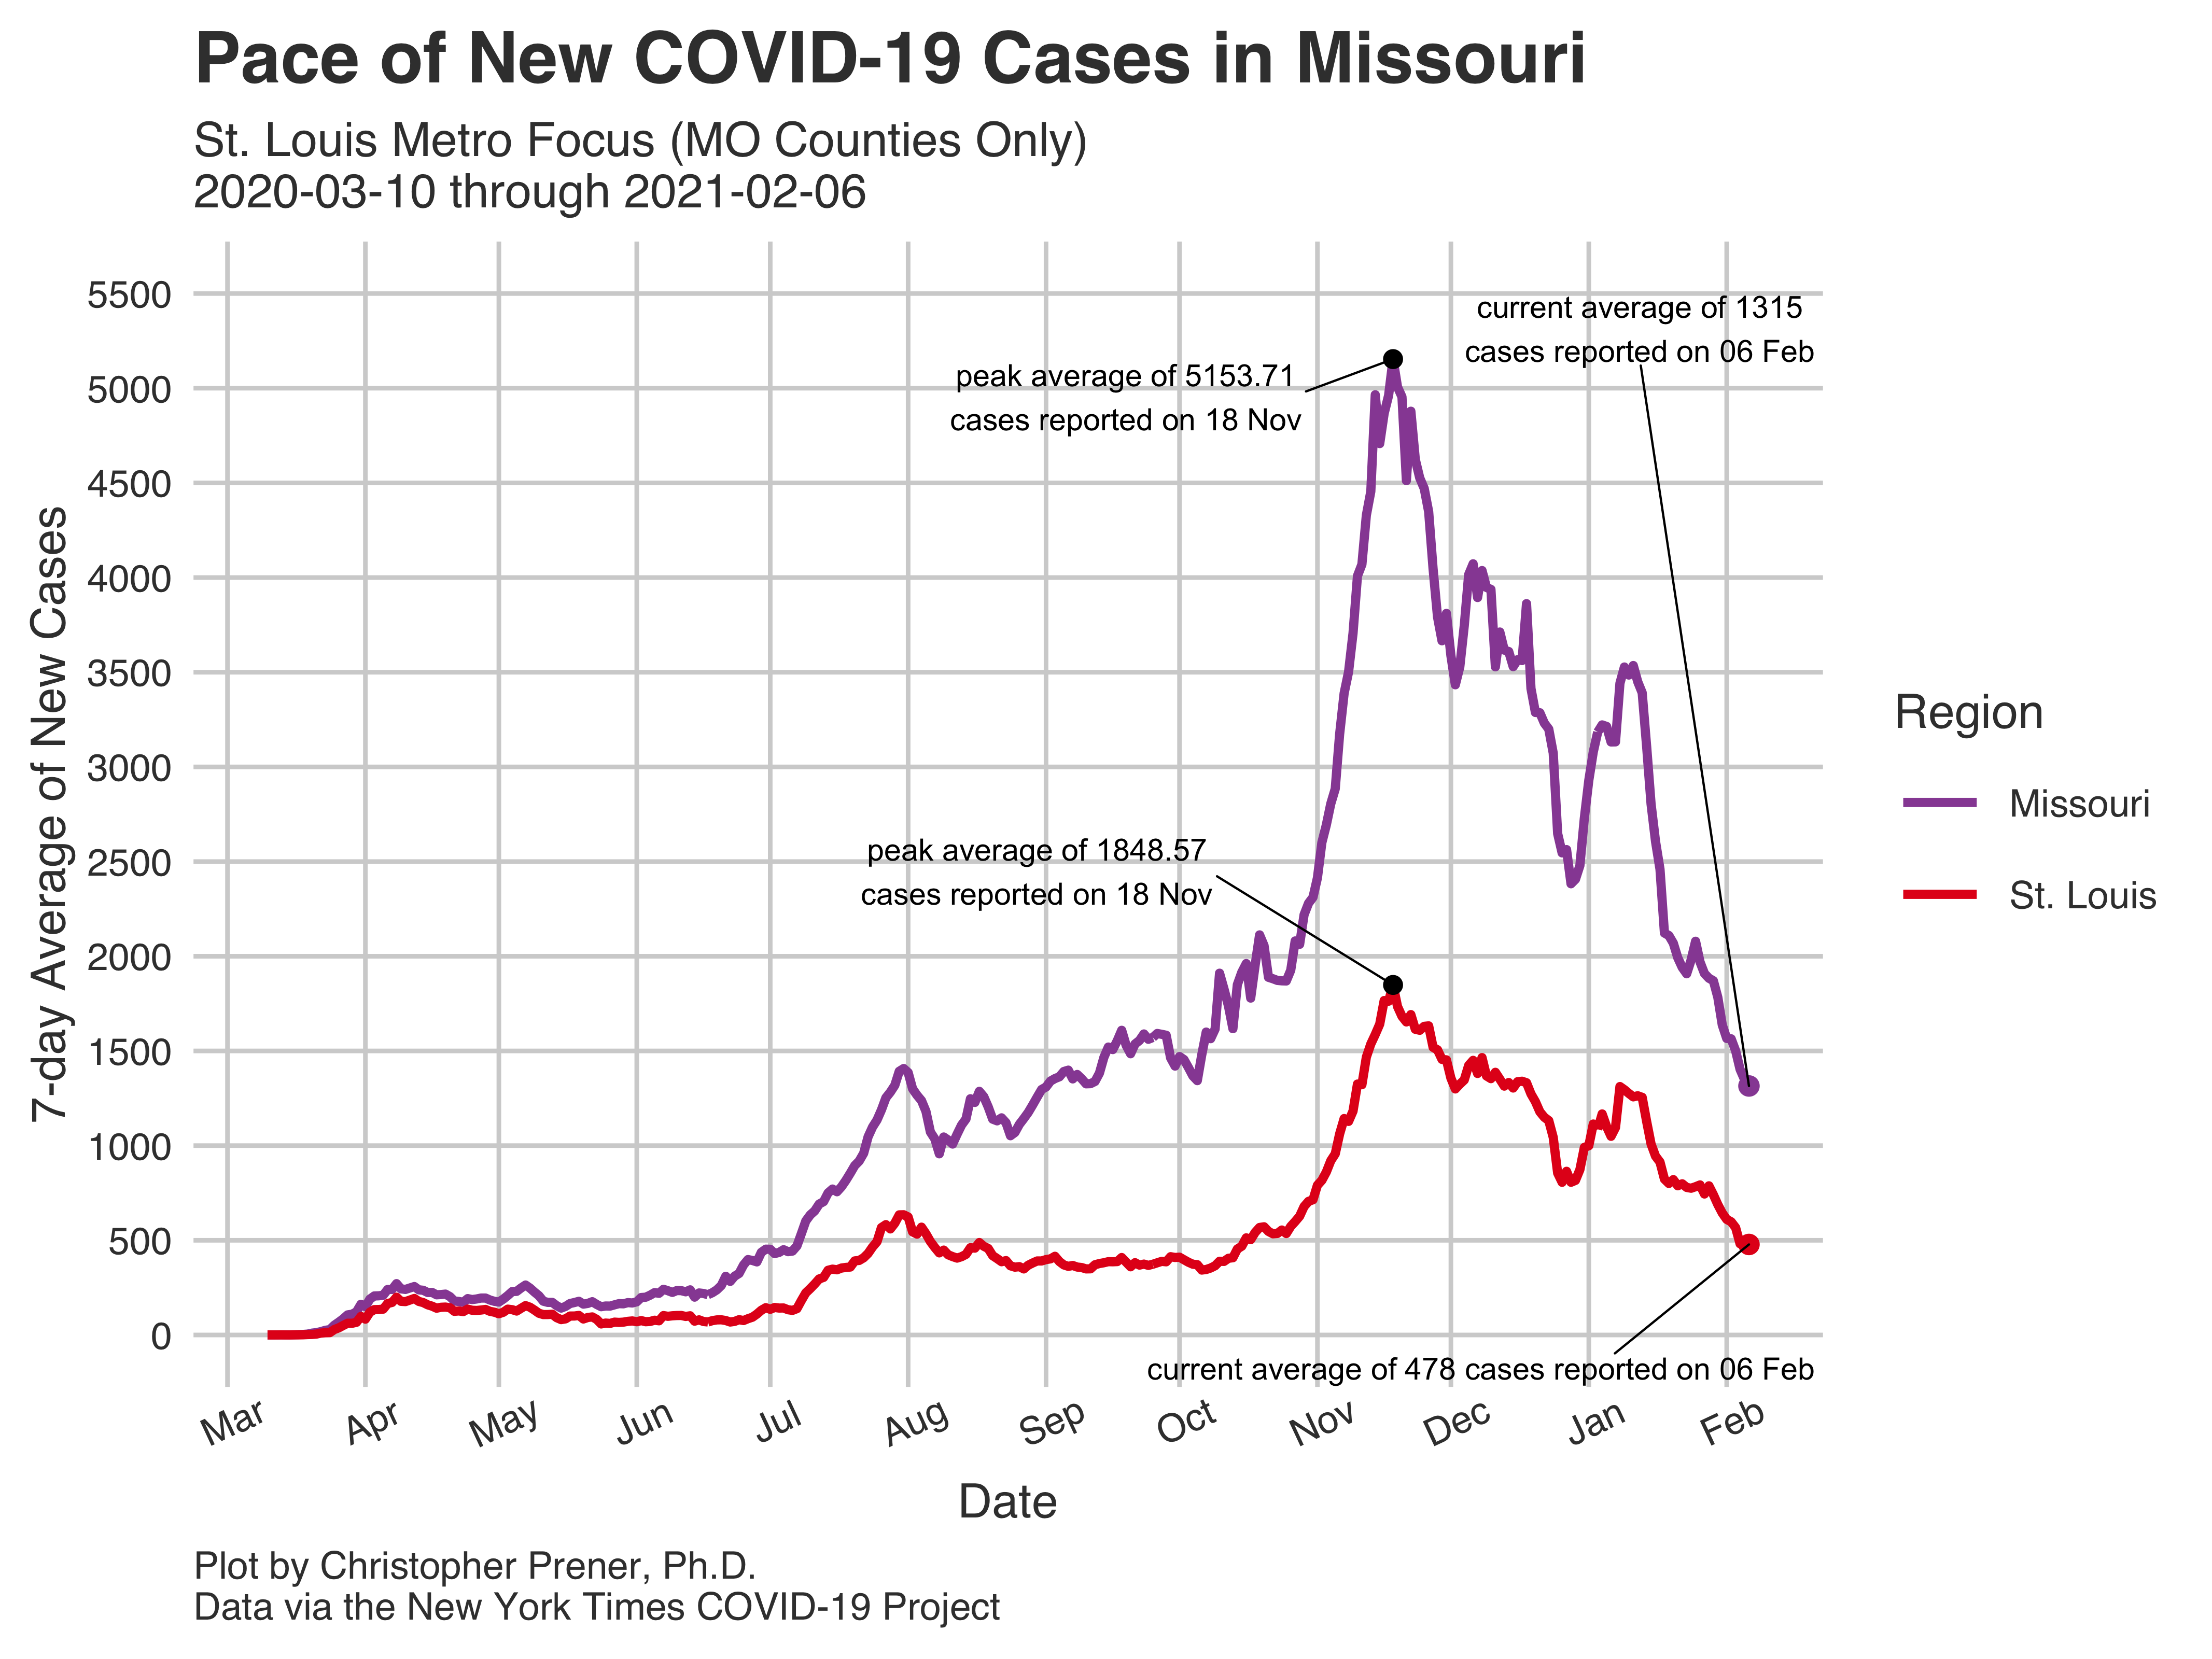 Pace of New COVID-19 Cases in Missouri
St. Louis Metro Focus (MO Counties Only)
2020-03-10 through 2021-02-06
7-day Average of New Cases
5500
5000
4500
4000
3500
3000
2500
2000
1500
1000
500
0
current average of 1315
cases reported on 06 Feb
peak average of 5153.71
cases reported on 18 Nov
peak average of 1848.57
cases reported on 18 Nov
current average of 478 cases reported on 06 Feb
Mar Apr May Jun Jul Aug Sep Oct Nov Dec Jan Feb
Date
Region
Missouri
St. Louis
Plot by Christopher Prener, Ph.D.
Data via the New York Times COVID-19 Project